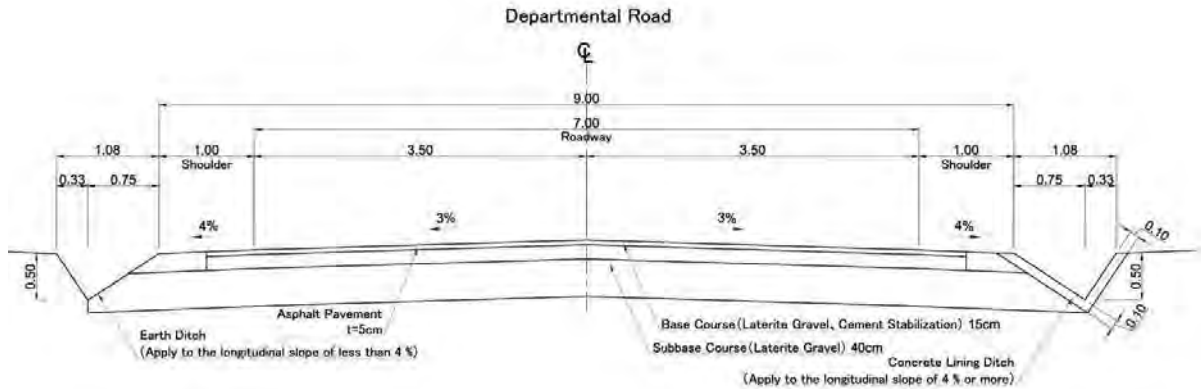 Departmental Road
CL
9.00
7.00
Roadway
1.08
1.00
3.50
3.50
1.00
1.08
Shoulder
Shoulder
0.33
0.75
0.75
0.33
4%
3%
3%
4%
0.10
0.50
0.50
0.10
Asphalt Pavement
t=5cm
Base Course(Laterite Gravel、Cement Stabilization) 15cm
Earth Ditch
(Apply to the longitudinal slope of less than 4 %)
Subbase Course(Laterite Gravel) 40cm
Concrete Lining Ditch
(Apply to the longitudinal slope of 4 % or more)